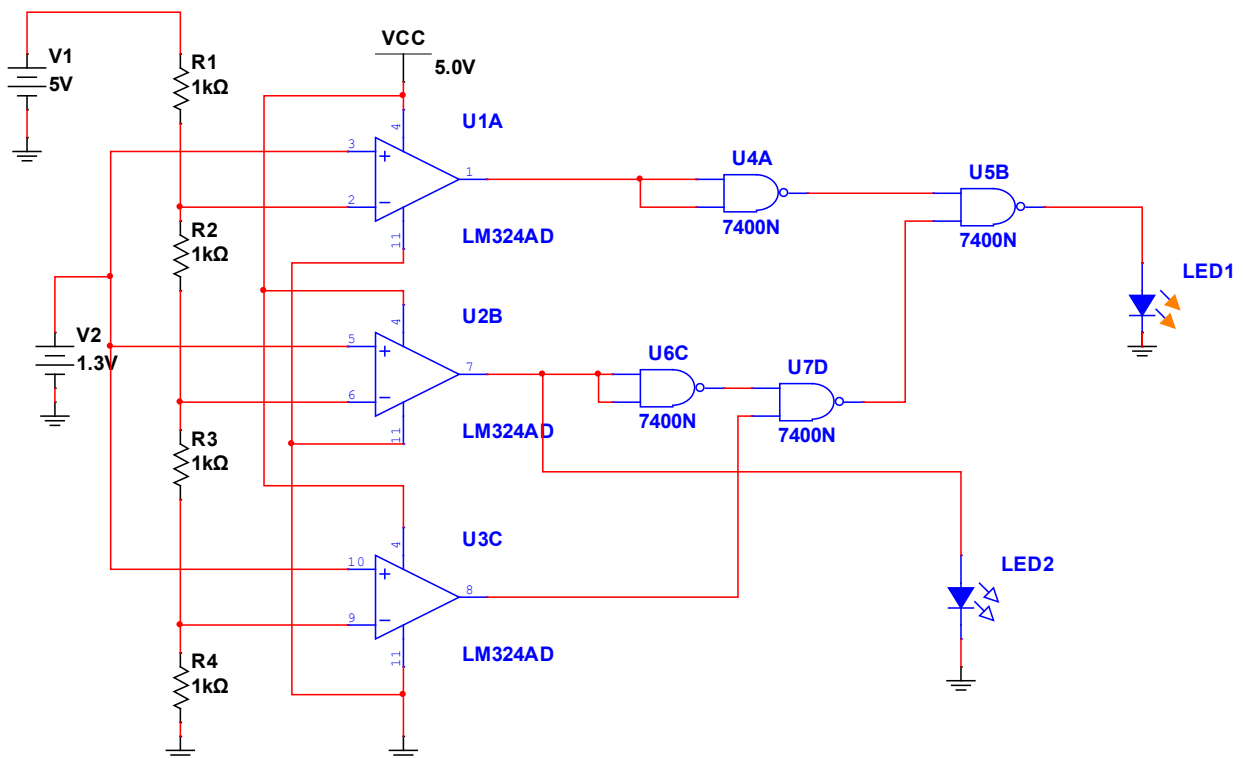 V1
5V
R1
1kΩ
VCC
5.0V
4
U1A
3
1
2
11
LM324AD
U4A
7400N
U5B
7400N
R2
1kΩ
LED1
V2
1.3V
4
U2B
5
7
6
11
LM324AD
U6C
7400N
U7D
7400N
R3
1kΩ
4
U3C
10
8
9
11
LM324AD
LED2
R4
1kΩ